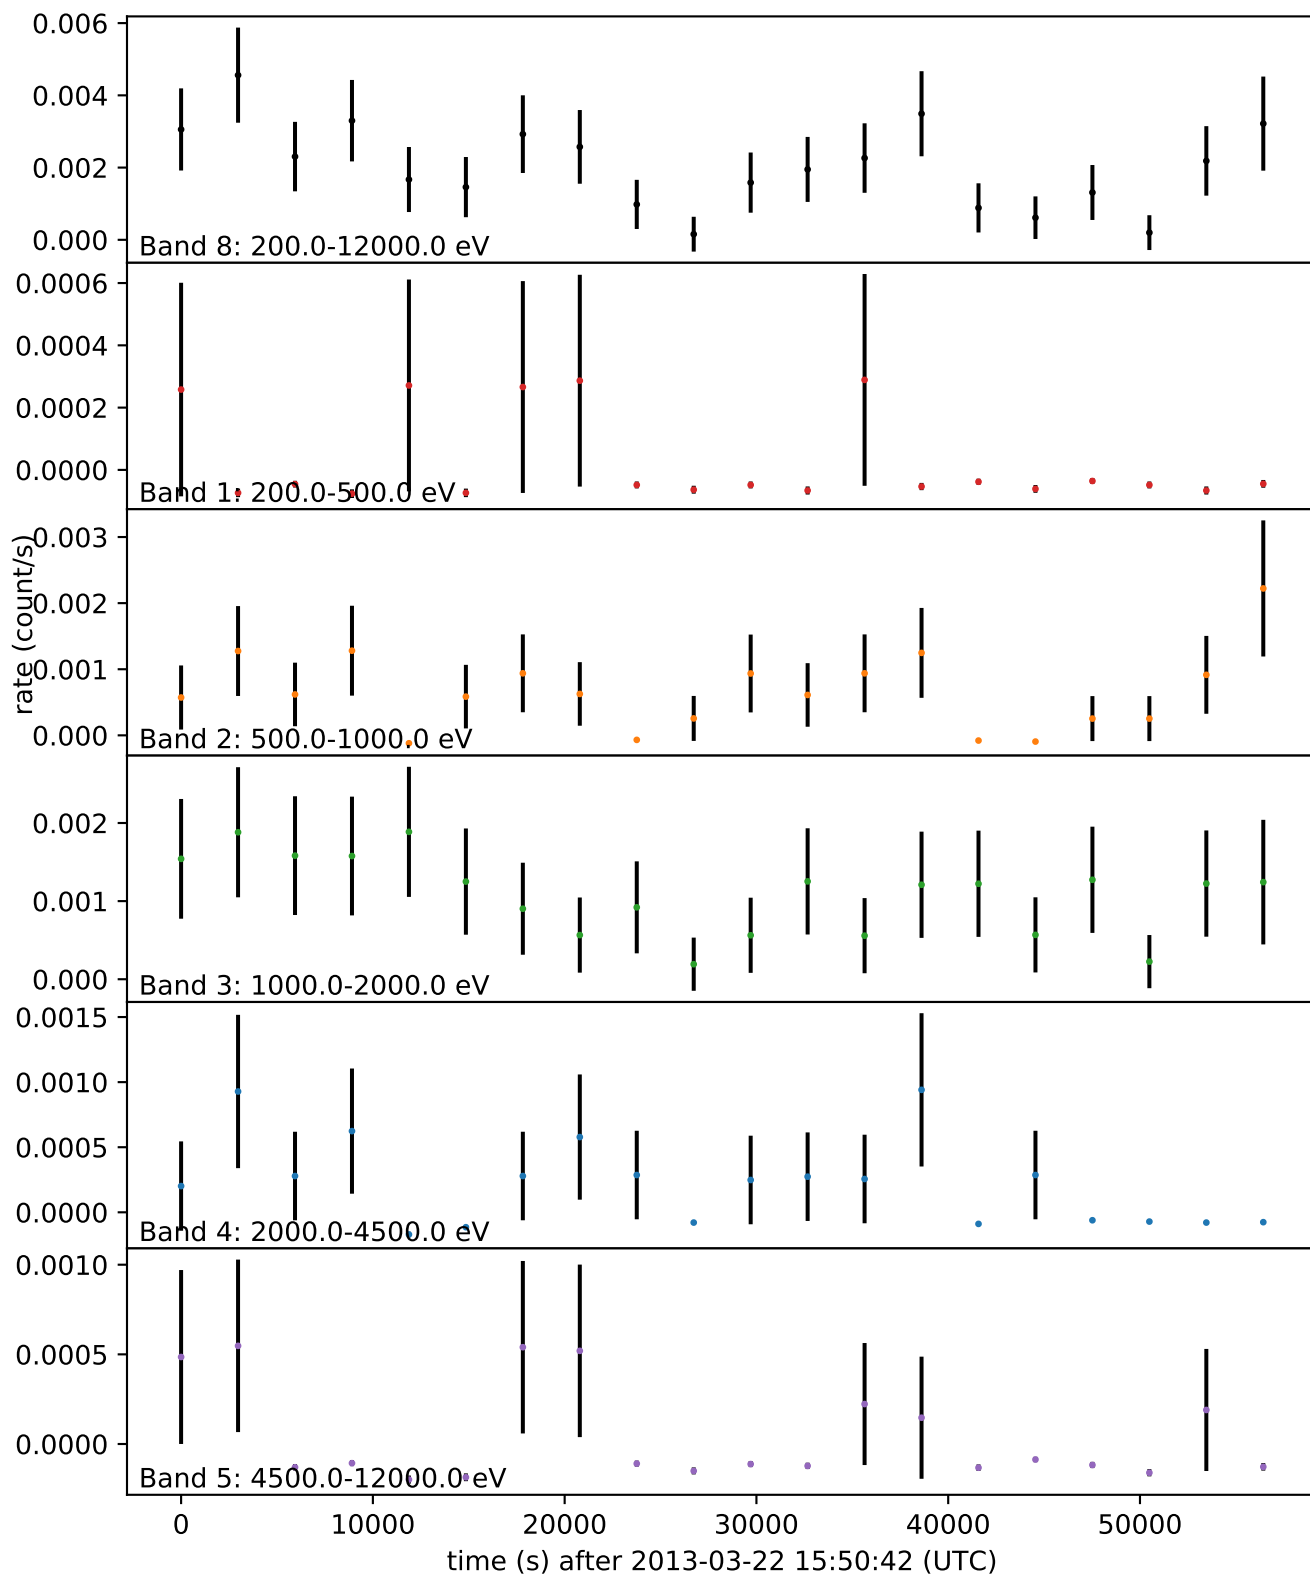 0.006
0.004
0.002
0.000
Band 8: 200.0-12000.0 eV
0.0006
0.0004
0.0002
0.0000
Band 1: 200.0-500.0 eV
rate (count/s)
0.003
0.002
0.001
0.000
Band 2: 500.0-1000.0 eV
0.002
0.001
0.000
Band 3: 1000.0-2000.0 eV
0.0015
0.0010
0.0005
0.0000
Band 4: 2000.0-4500.0 eV
0.0010
0.0005
0.0000
Band 5: 4500.0-12000.0 eV
0 10000 20000 30000 40000 50000
time (s) after 2013-03-22 15:50:42 (UTC)